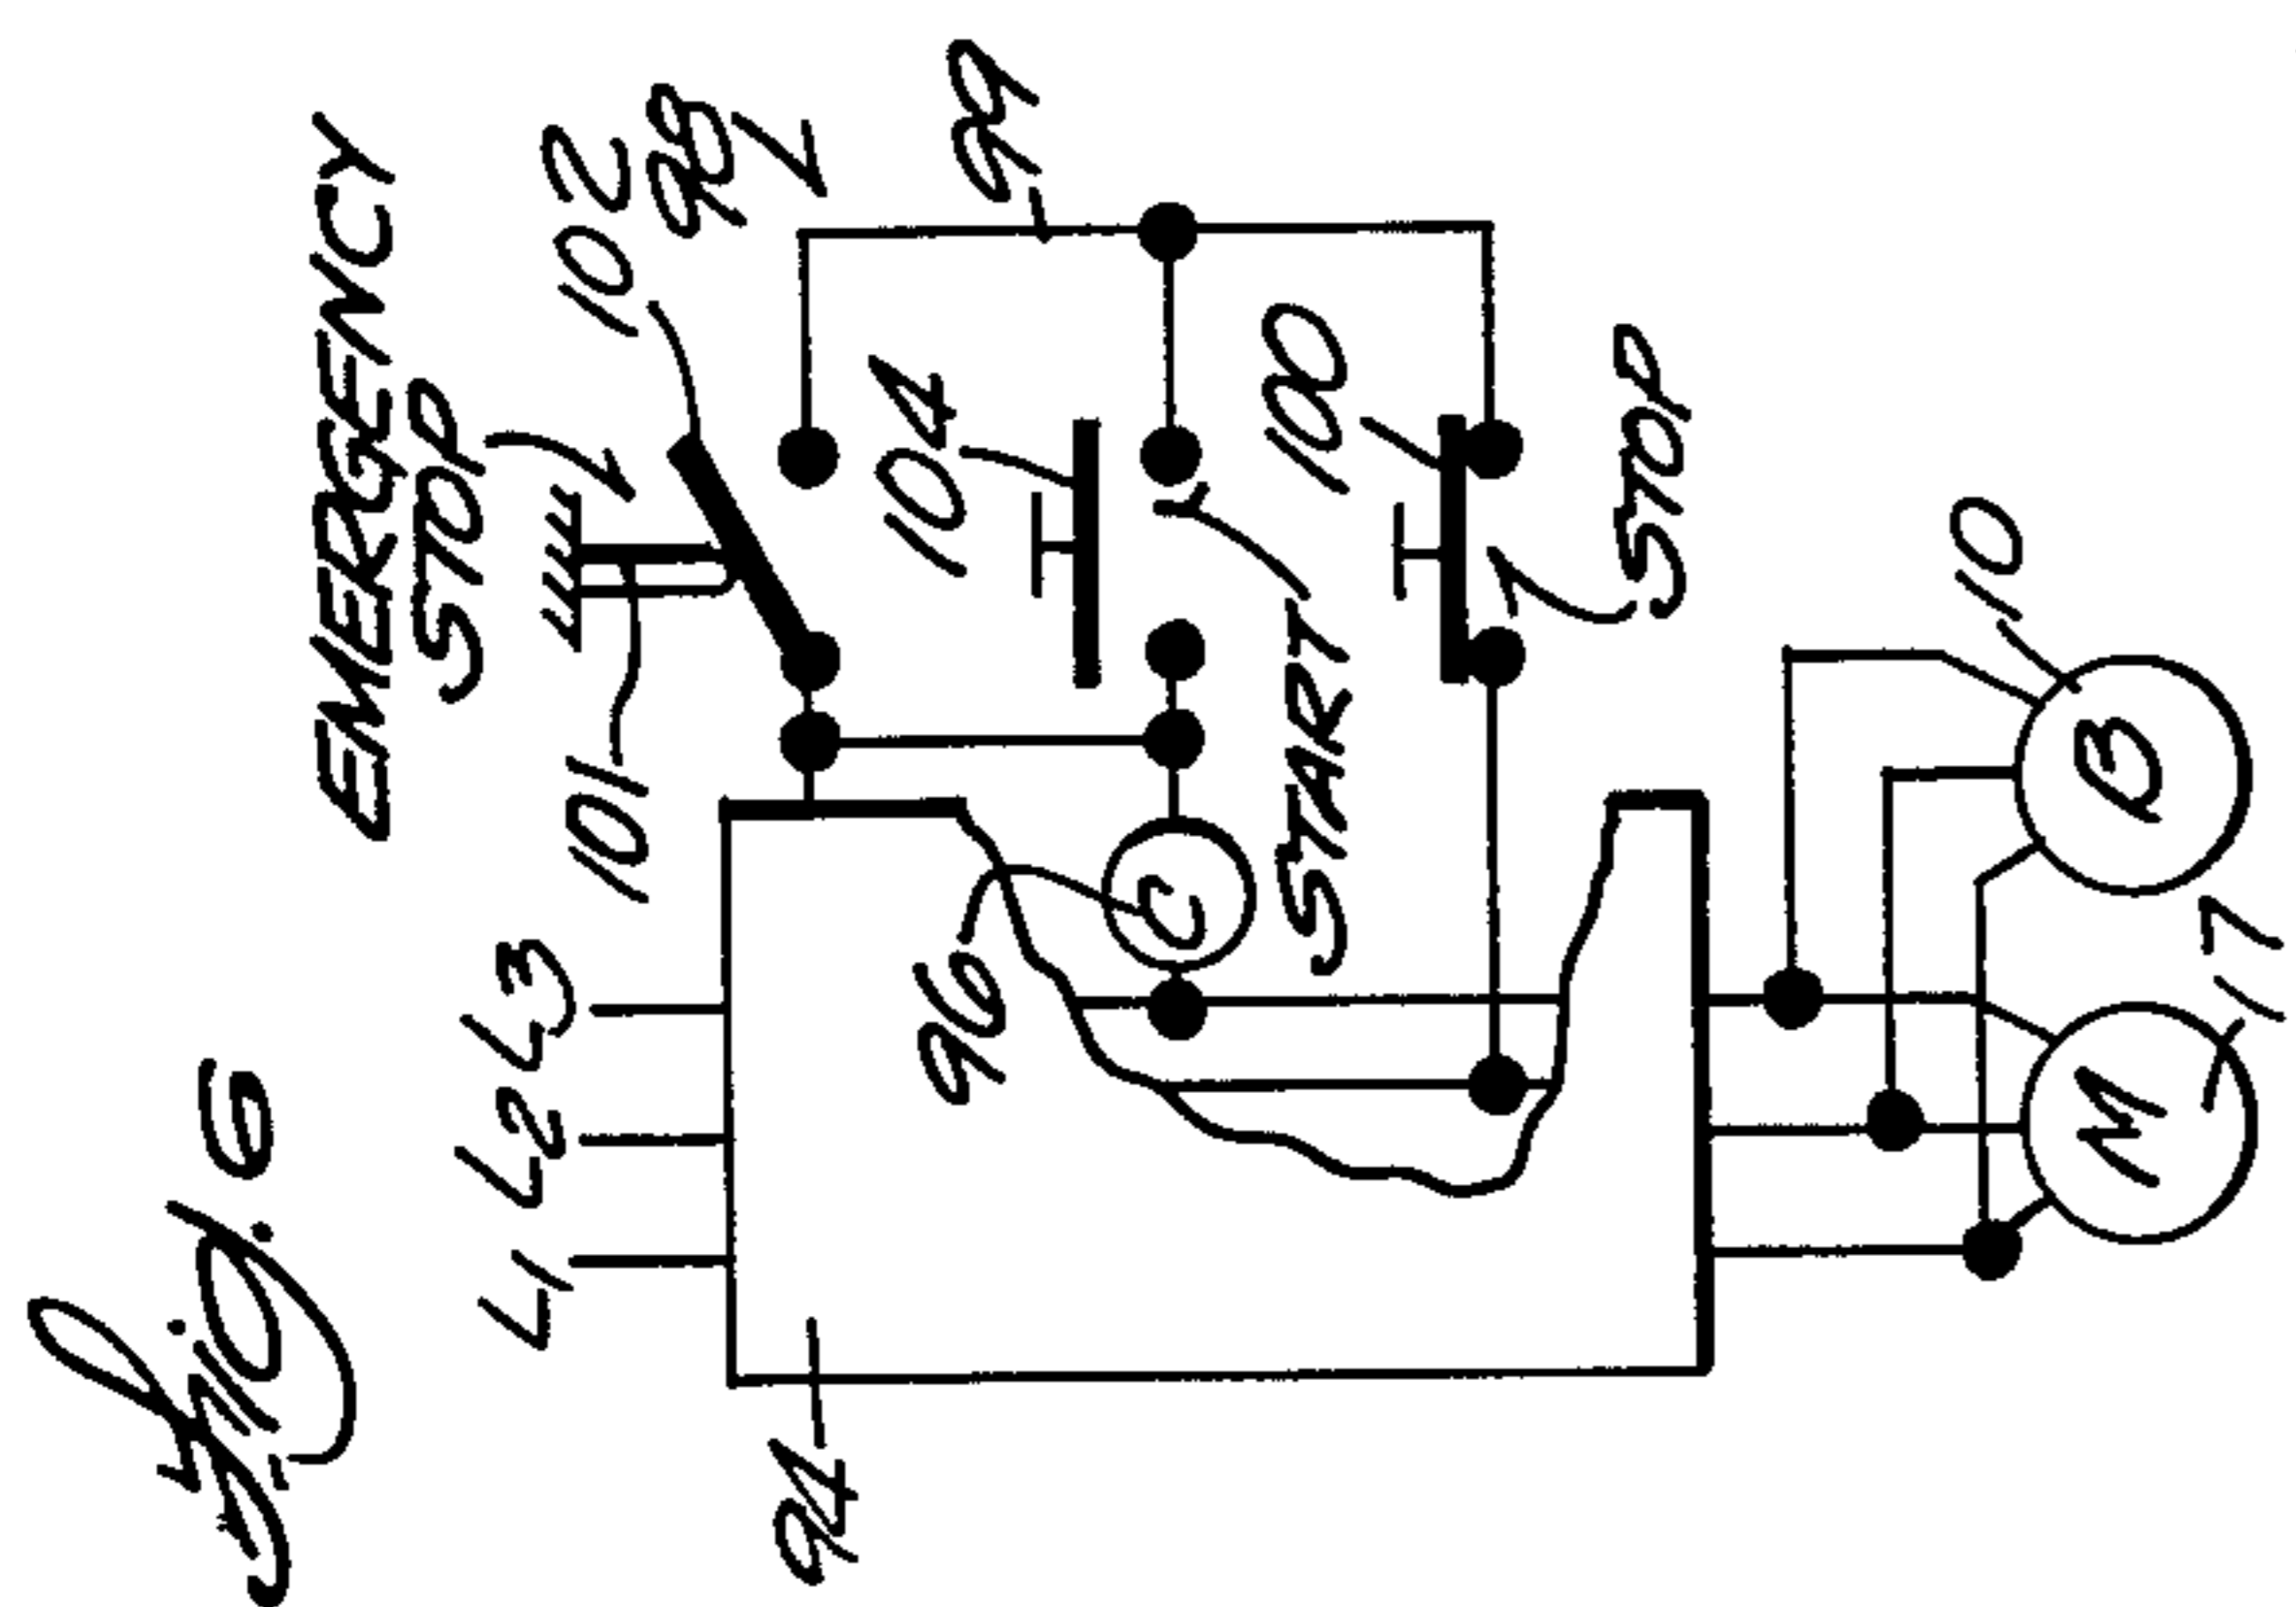 Fig. 6
EMERGENCY
STOP
L1 L2 L3
101
102
98
94
104
96
99
C
START
100
STOP
10
M
B
17